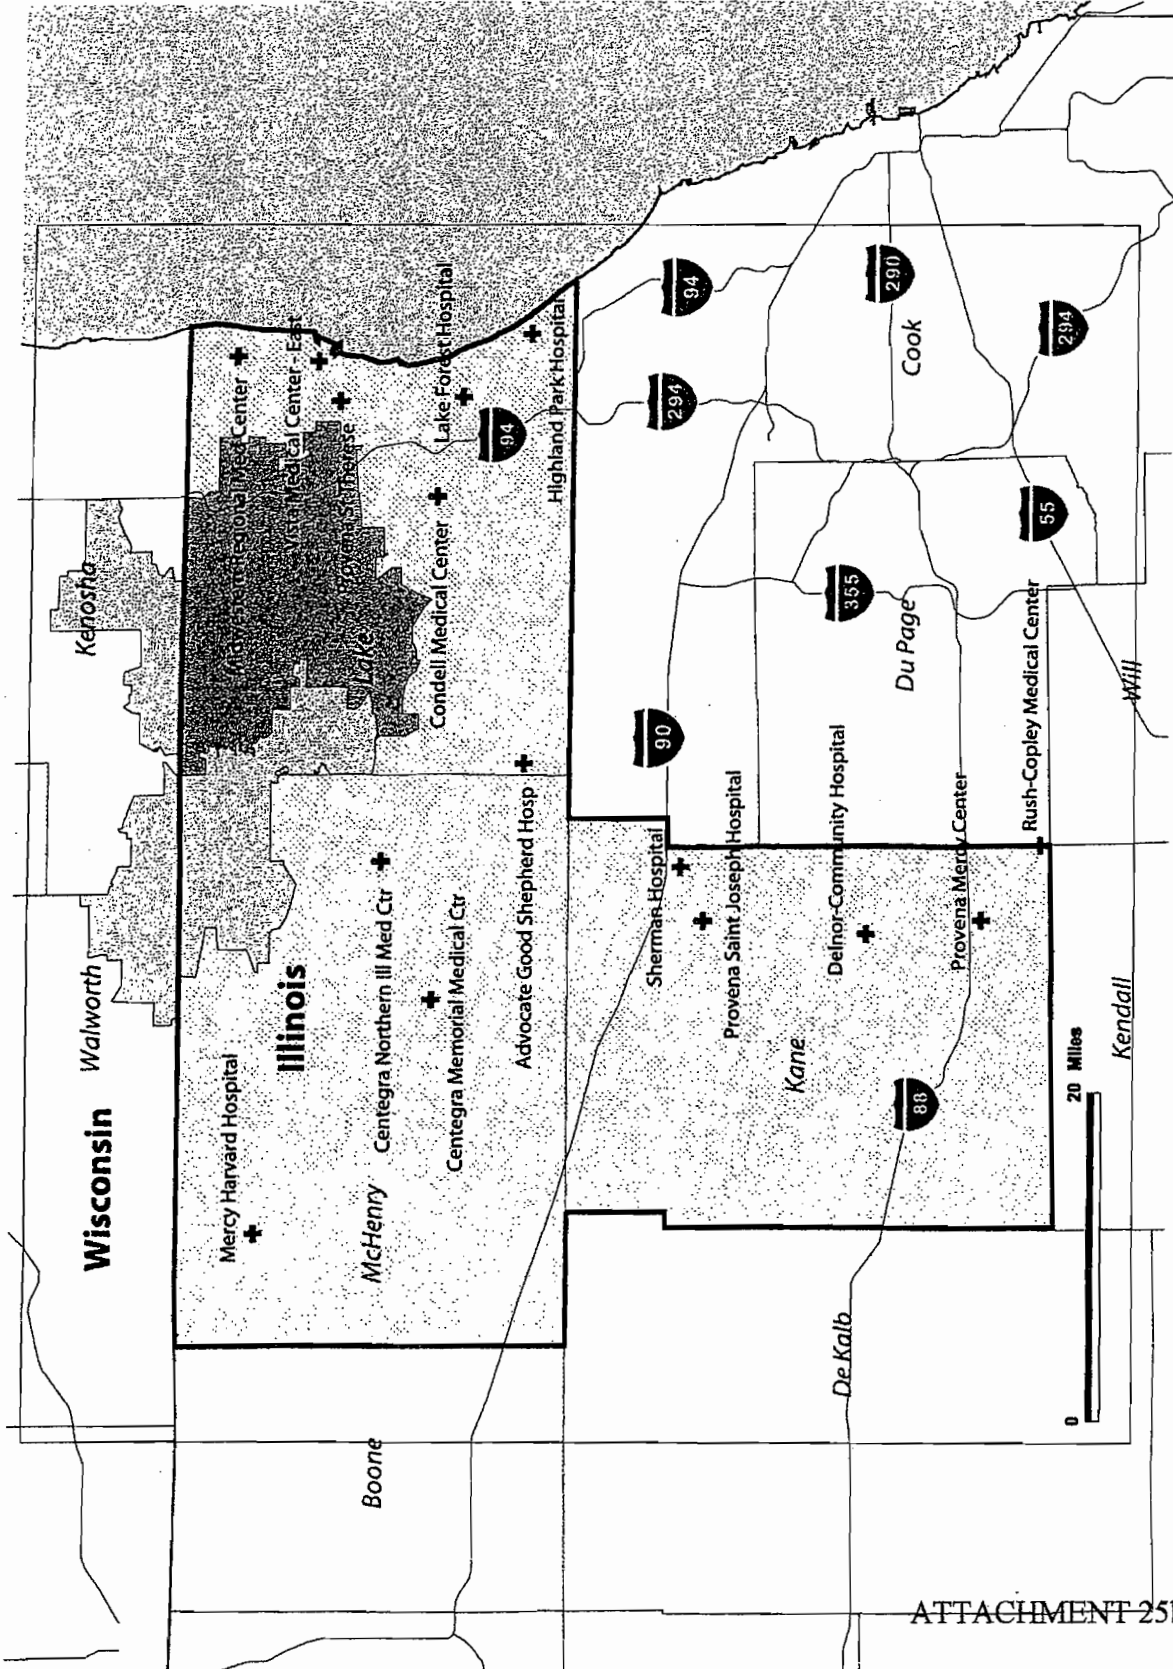 Wisconsin
Walworth
Kenosha
Illinois
Mercy Harvard Hospital
McHenry
Centegra Northern Ill Med Ctr
Centegra Memorial Medical Ctr
Advocate Good Shepherd Hosp
Midwestern Regional Med Center
Vista Medical Center - East
Provena St. Therese
Lake
Condell Medical Center
Lake Forest Hospital
94
Highland Park Hospital
Boone
Sherman Hospital
90
294
94
Provena Saint Joseph Hospital
Delnor-Community Hospital
355
290
Kane
Du Page
Cook
De Kalb
88
Provena Mercy Center
Rush-Copley Medical Center
55
294
0
20 Miles
Kendall
Will
ATTACHMENT